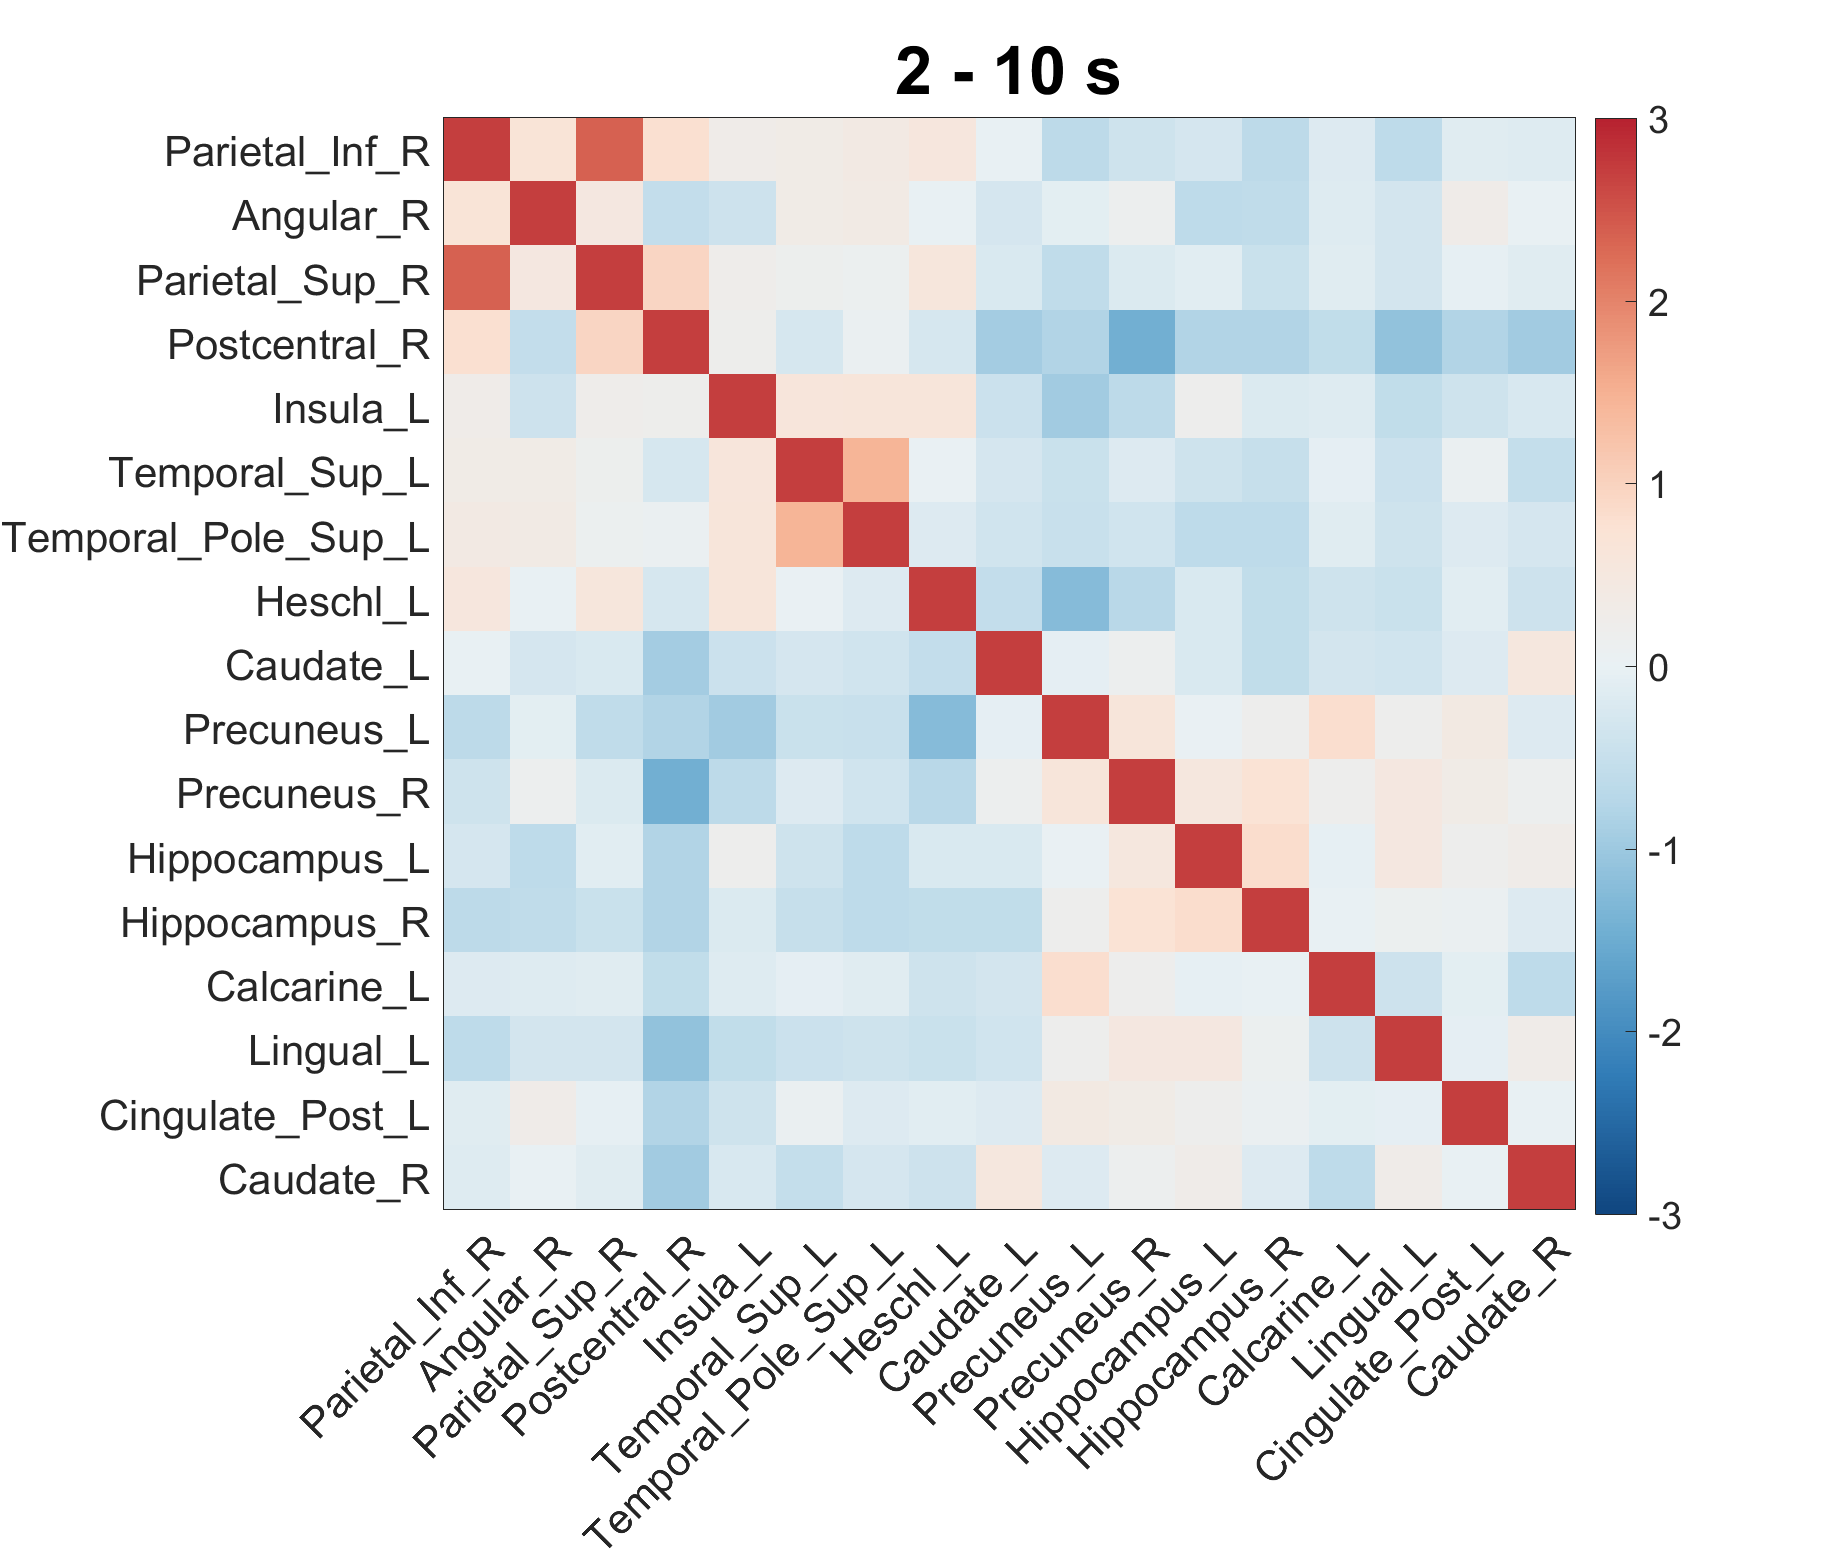 2 - 10 s
Parietal_Inf_R
Angular_R
Parietal_Sup_R
Postcentral_R
Insula_L
Temporal_Sup_L
Temporal_Pole_Sup_L
Heschl_L
Caudate_L
Precuneus_L
Precuneus_R
Hippocampus_L
Hippocampus_R
Calcarine_L
Lingual_L
Cingulate_Post_L
Caudate_R
3
2
1
0
-1
-2
-3
Parietal_Inf_R
Angular_R
Parietal_Sup_R
Postcentral_R
Insula_L
Temporal_Sup_L
Temporal_Pole_Sup_L
Heschl_L
Caudate_L
Precuneus_L
Precuneus_R
Hippocampus_L
Hippocampus_R
Calcarine_L
Lingual_L
Cingulate_Post_L
Caudate_R